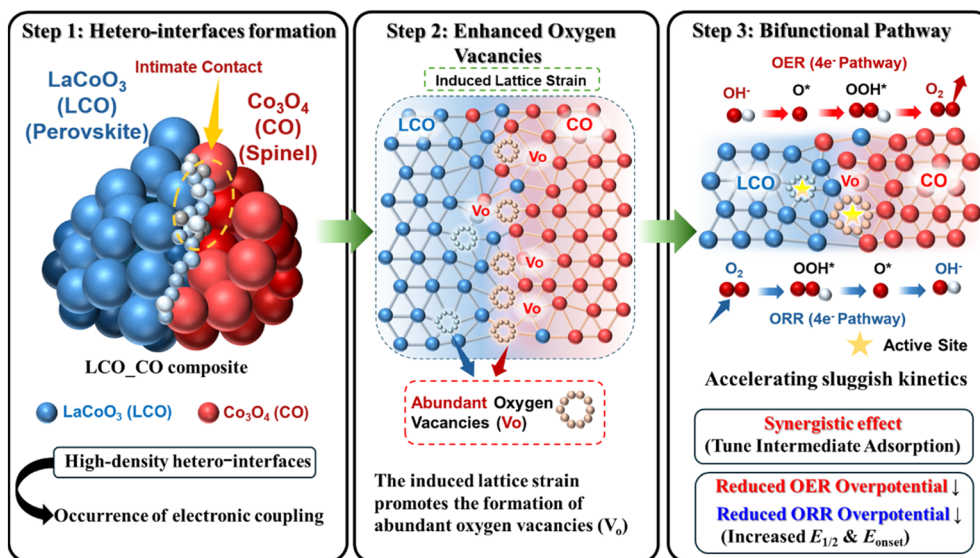 Step 1: Hetero-interfaces formation
Intimate Contact
LaCoO₃
(LCO)
(Perovskite)
Co₃O₄
(CO)
(Spinel)
LCO_CO composite
LaCoO₃ (LCO)
Co₃O₄ (CO)
High-density hetero−interfaces
Occurrence of electronic coupling
Step 2: Enhanced Oxygen
Vacancies
Induced Lattice Strain
LCO
CO
Vo
Vo
Vo
Vo
Abundant Oxygen
Vacancies (Vo)
The induced lattice strain
promotes the formation of
abundant oxygen vacancies (Vₒ)
Step 3: Bifunctional Pathway
OER (4e⁻ Pathway)
OH⁻
O*
OOH*
O₂
LCO
Vo
CO
O₂
OOH*
O*
OH⁻
ORR (4e⁻ Pathway)
Active Site
Accelerating sluggish kinetics
Synergistic effect
(Tune Intermediate Adsorption)
Reduced OER Overpotential ↓
Reduced ORR Overpotential ↓
(Increased E₁/₂ & Eₒₙₛₑₜ)